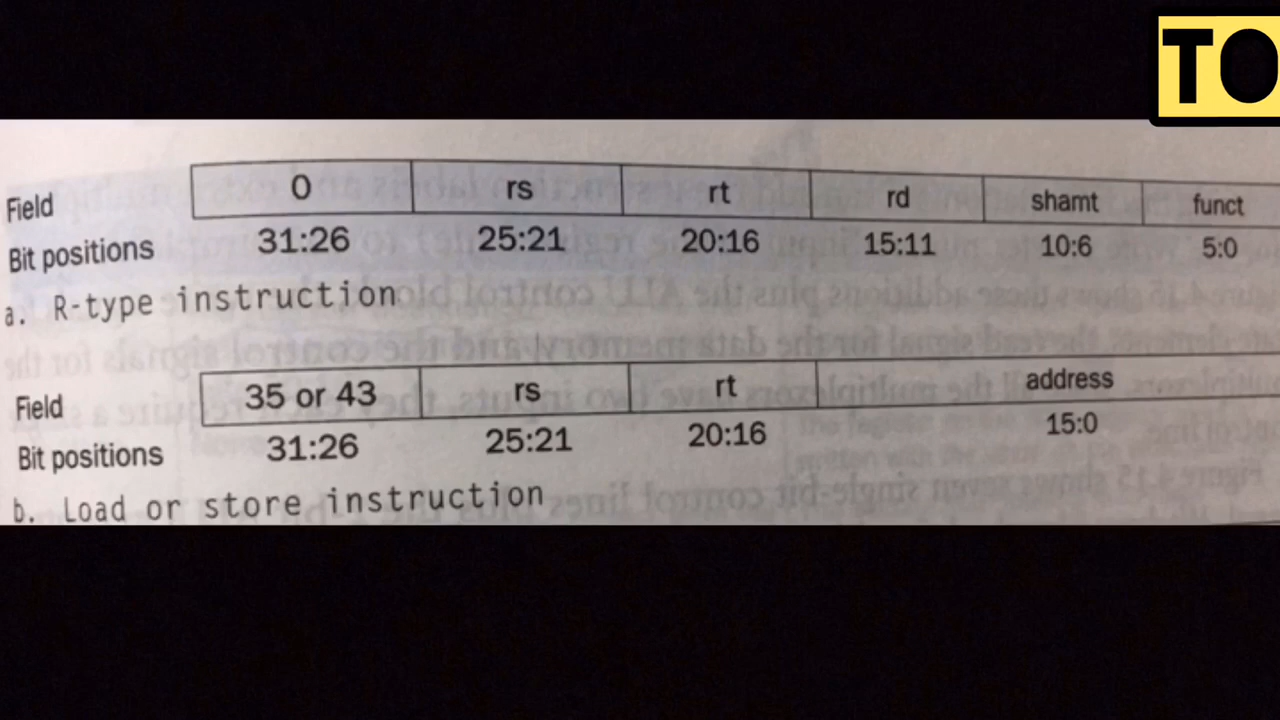 TO
Field 0 rs rt rd shamt funct
Bit positions 31:26 25:21 20:16 15:11 10:6 5:0
a. R-type instruction
Field 35 or 43 rs rt address
Bit positions 31:26 25:21 20:16 15:0
b. Load or store instruction